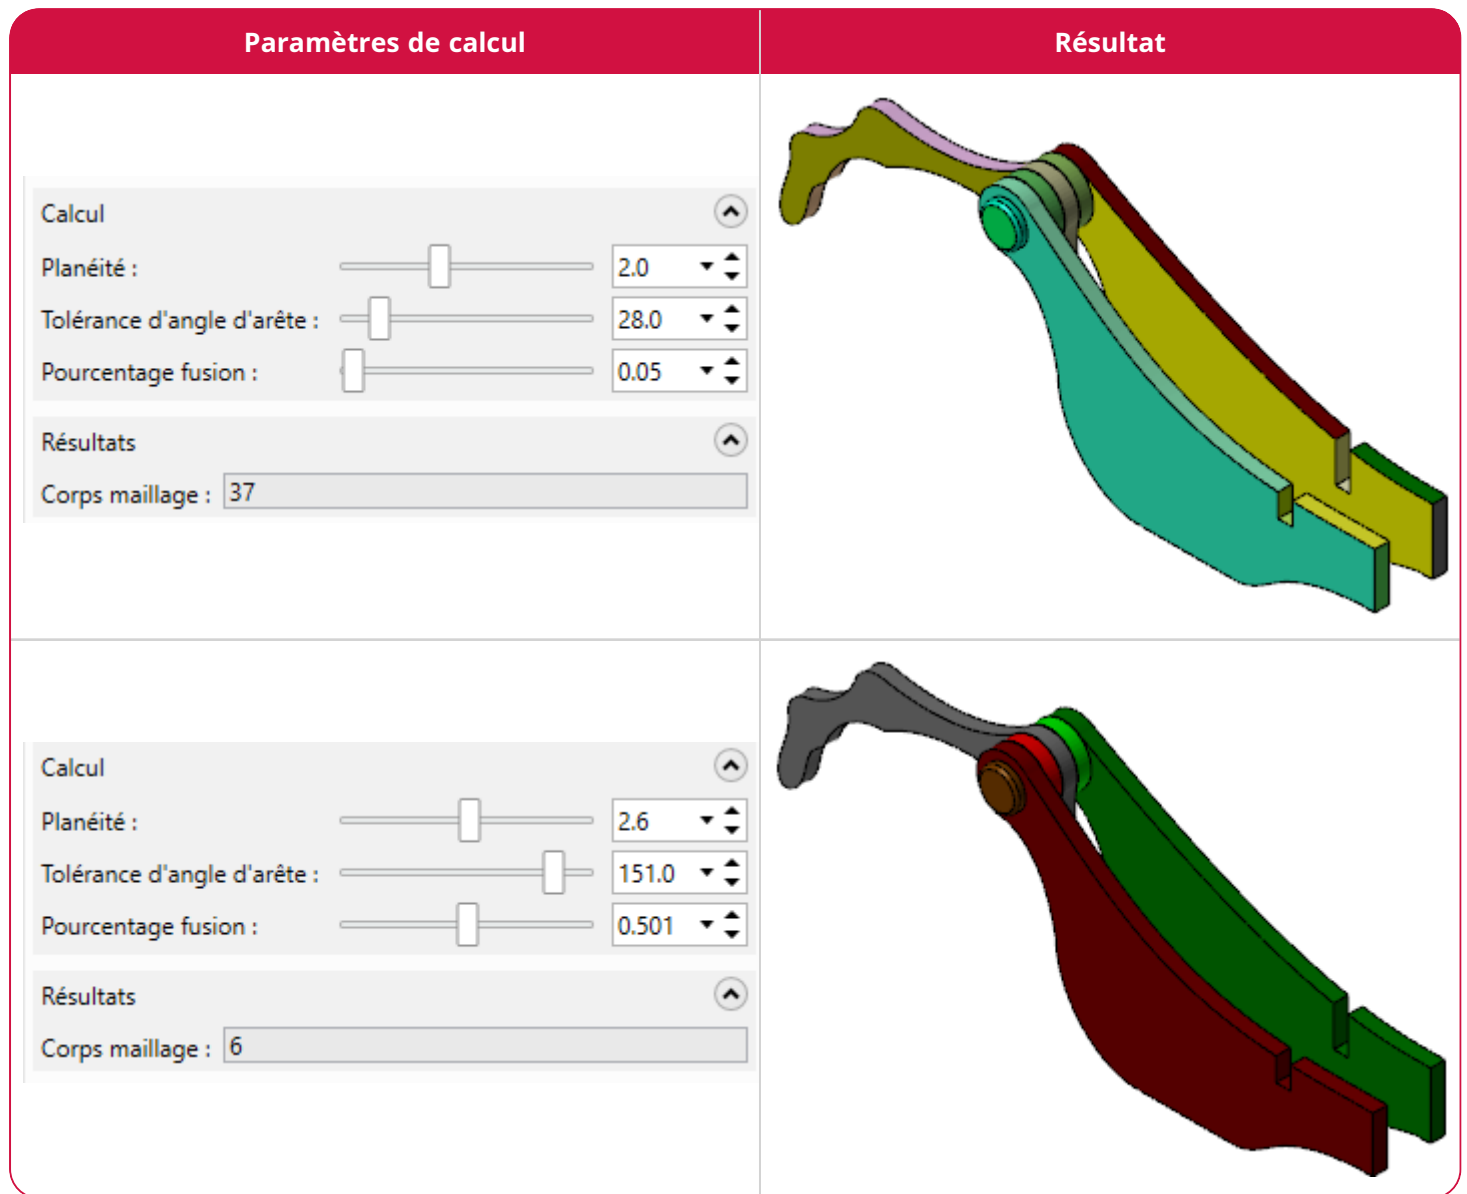 Paramètres de calcul
Résultat
Calcul
Planéité :
2.0
Tolérance d'angle d'arête :
28.0
Pourcentage fusion :
0.05
Résultats
Corps maillage :
37
Calcul
Planéité :
2.6
Tolérance d'angle d'arête :
151.0
Pourcentage fusion :
0.501
Résultats
Corps maillage :
6